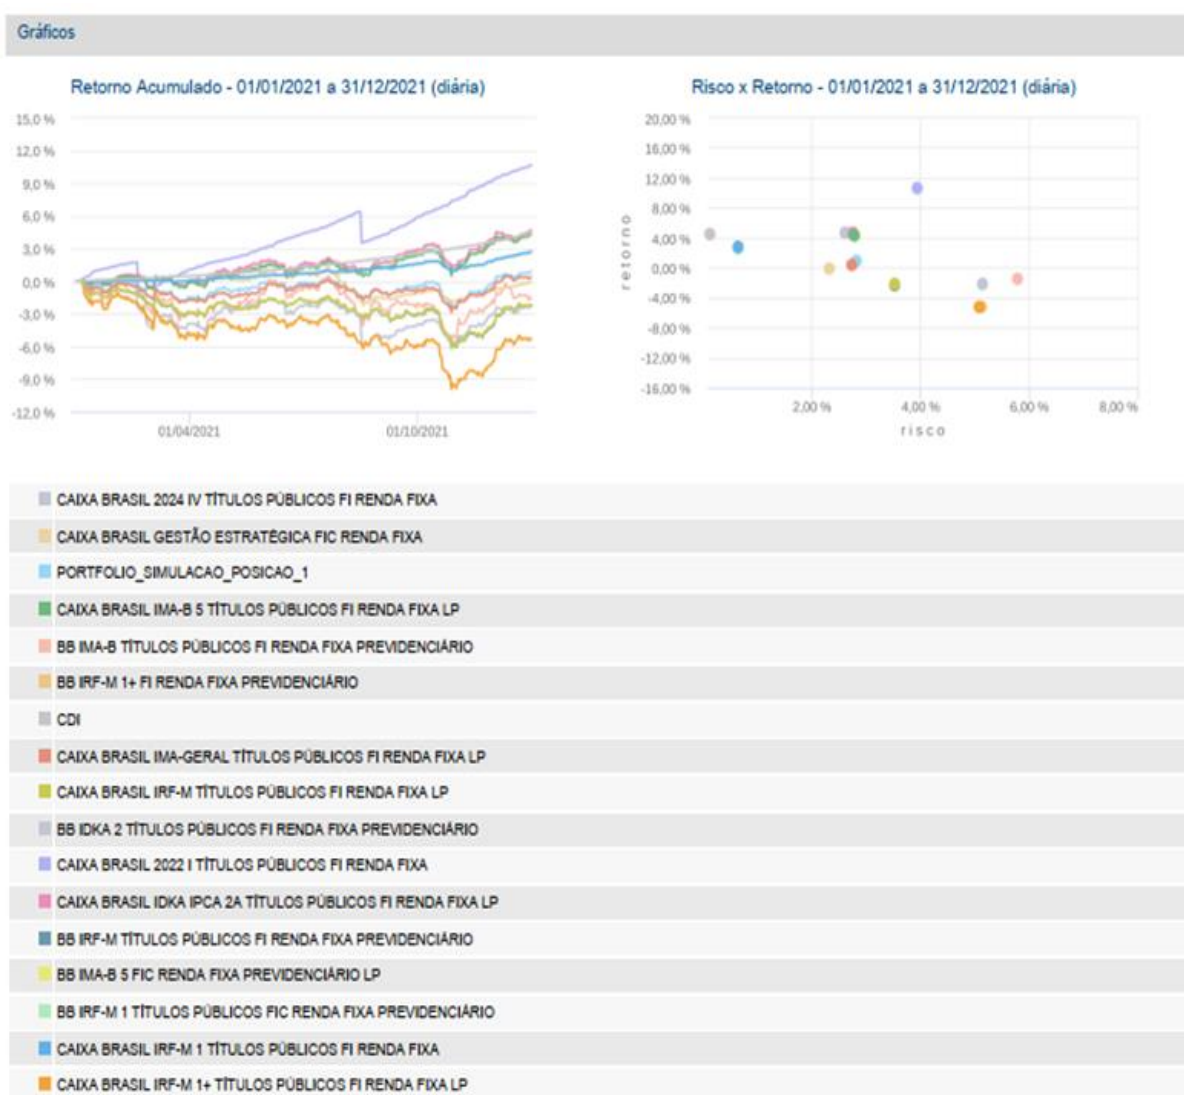 Gráficos
Retorno Acumulado - 01/01/2021 a 31/12/2021 (diária)
15,0 %
12,0 %
9,0 %
6,0 %
3,0 %
0,0 %
-3,0 %
-6,0 %
-9,0 %
-12,0 %
01/04/2021
01/10/2021
Risco x Retorno - 01/01/2021 a 31/12/2021 (diária)
20,00 %
16,00 %
12,00 %
8,00 %
4,00 %
0,00 %
-4,00 %
-8,00 %
-12,00 %
-16,00 %
retorno
2,00 %
4,00 %
6,00 %
8,00 %
risco
CAIXA BRASIL 2024 IV TÍTULOS PÚBLICOS FI RENDA FIXA
CAIXA BRASIL GESTÃO ESTRATÉGICA FIC RENDA FIXA
PORTFOLIO_SIMULACAO_POSICAO_1
CAIXA BRASIL IMA-B 5 TÍTULOS PÚBLICOS FI RENDA FIXA LP
BB IMA-B TÍTULOS PÚBLICOS FI RENDA FIXA PREVIDENCIÁRIO
BB IRF-M 1+ FI RENDA FIXA PREVIDENCIÁRIO
CDI
CAIXA BRASIL IMA-GERAL TÍTULOS PÚBLICOS FI RENDA FIXA LP
CAIXA BRASIL IRF-M TÍTULOS PÚBLICOS FI RENDA FIXA LP
BB IDKA 2 TÍTULOS PÚBLICOS FI RENDA FIXA PREVIDENCIÁRIO
CAIXA BRASIL 2022 I TÍTULOS PÚBLICOS FI RENDA FIXA
CAIXA BRASIL IDKA IPCA 2A TÍTULOS PÚBLICOS FI RENDA FIXA LP
BB IRF-M TÍTULOS PÚBLICOS FI RENDA FIXA PREVIDENCIÁRIO
BB IMA-B 5 FIC RENDA FIXA PREVIDENCIÁRIO LP
BB IRF-M 1 TÍTULOS PÚBLICOS FIC RENDA FIXA PREVIDENCIÁRIO
CAIXA BRASIL IRF-M 1 TÍTULOS PÚBLICOS FI RENDA FIXA
CAIXA BRASIL IRF-M 1+ TÍTULOS PÚBLICOS FI RENDA FIXA LP